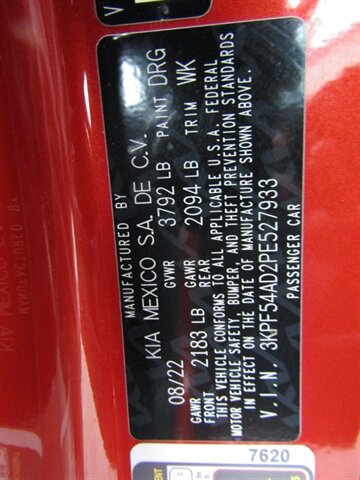 MANUFACTURED BY
KIA MEXICO S.A. DE C.V.
08/22 GVWR 3792 LB PAINT DRG
GAWR FRONT 2183 LB GAWR REAR 2094 LB TRIM WK
THIS VEHICLE CONFORMS TO ALL APPLICABLE U.S.A. FEDERAL
MOTOR VEHICLE SAFETY, BUMPER, AND THEFT PREVENTION STANDARDS
IN EFFECT ON THE DATE OF MANUFACTURE SHOWN ABOVE.
V.I.N. 3KPF54AD2PE527933
PASSENGER CAR
7620
V